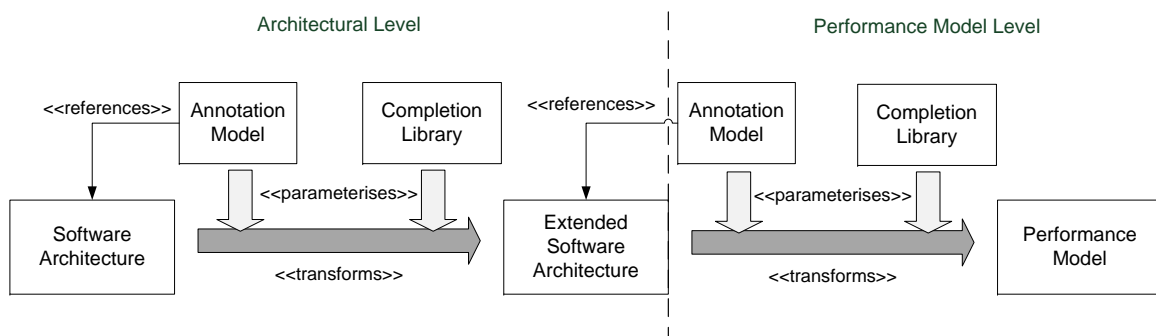 Architectural Level
Performance Model Level
<<references>>
Annotation
Model
Completion
Library
<<references>>
Annotation
Model
Completion
Library
<<parameterises>>
<<parameterises>>
Software
Architecture
Extended
Software
Architecture
Performance
Model
<<transforms>>
<<transforms>>